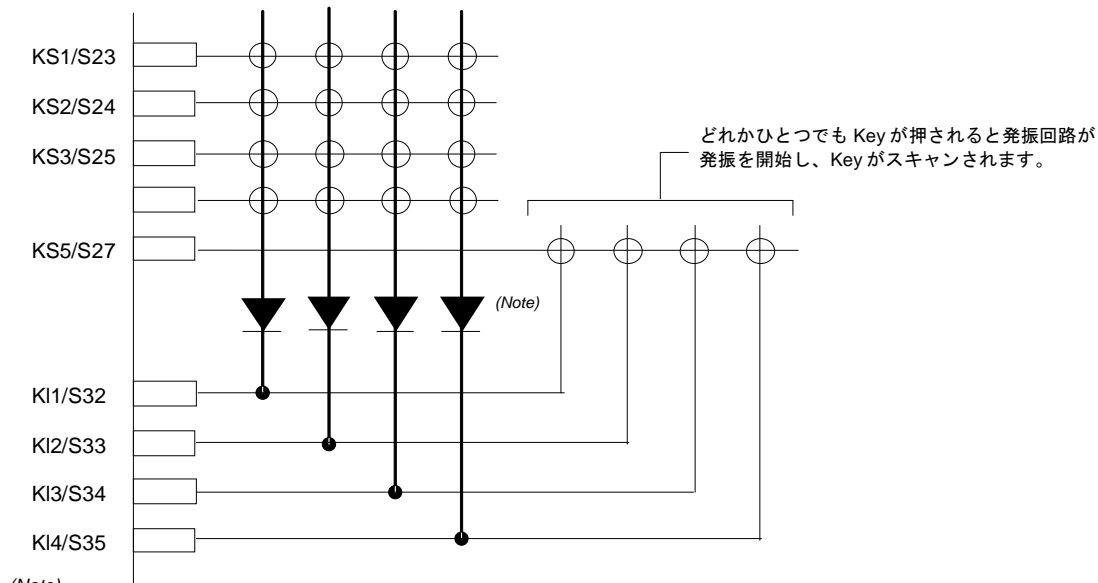 KS1/S23
KS2/S24
KS3/S25
どれかひとつでも Key が押されると発振回路が
発振を開始し、Key がスキャンされます。
KS5/S27
(Note)
KI1/S32
KI2/S33
KI3/S34
KI4/S35
(Note)